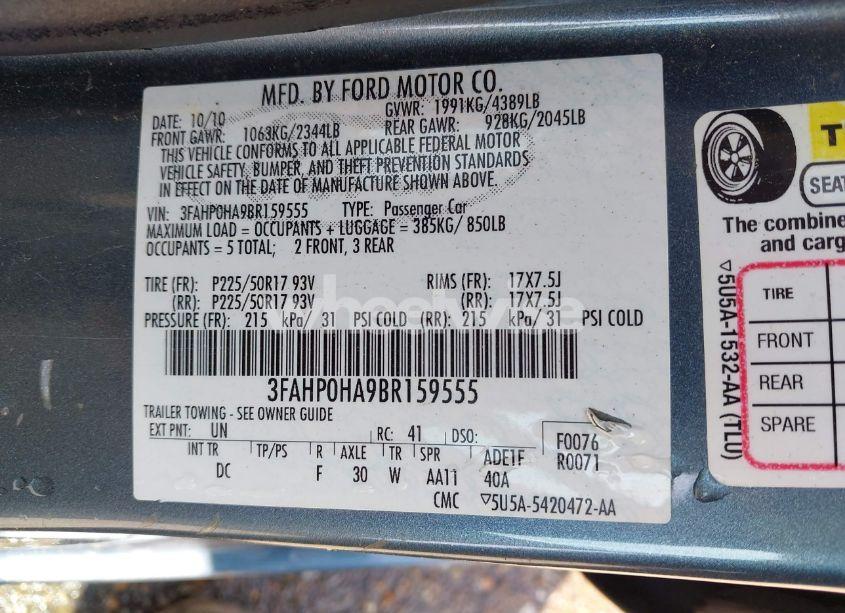 MFD. BY FORD MOTOR CO.
DATE: 10/10 GVWR: 1991KG/4389LB
FRONT GAWR: 1063KG/2344LB REAR GAWR: 928KG/2045LB
THIS VEHICLE CONFORMS TO ALL APPLICABLE FEDERAL MOTOR
VEHICLE SAFETY, BUMPER, AND THEFT PREVENTION STANDARDS
IN EFFECT ON THE DATE OF MANUFACTURE SHOWN ABOVE.
VIN: 3FAHP0HA9BR159555 TYPE: Passenger Car
MAXIMUM LOAD = OCCUPANTS + LUGGAGE = 385KG/ 850LB
OCCUPANTS = 5 TOTAL; 2 FRONT, 3 REAR
TIRE (FR): P225/50R17 93V RIMS (FR): 17X7.5J
(RR): P225/50R17 93V (RR): 17X7.5J
PRESSURE (FR): 215 kPa/ 31 PSI COLD (RR): 215 kPa/ 31 PSI COLD
3FAHP0HA9BR159555
TRAILER TOWING - SEE OWNER GUIDE
EXT PNT: UN RC: 41 DSO: F0076
R0071
INT TR TP/PS R AXLE TR SPR ADE1F
DC F 30 W AA11 40A
CMC ▽5U5A-5420472-AA
T
SEAT
The combine
and carg
TIRE
FRONT
REAR
SPARE
▽5U5A-1532-AA (TLU)